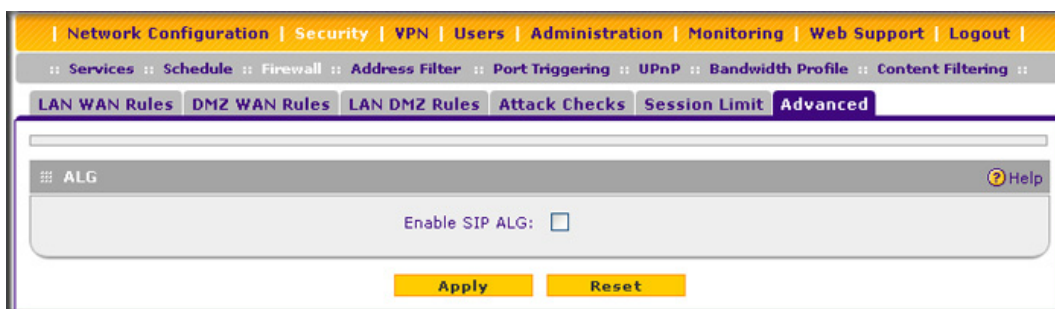 | Network Configuration | Security | VPN | Users | Administration | Monitoring | Web Support | Logout |
:: Services :: Schedule :: Firewall :: Address Filter :: Port Triggering :: UPnP :: Bandwidth Profile :: Content Filtering ::
LAN WAN Rules DMZ WAN Rules LAN DMZ Rules Attack Checks Session Limit Advanced
ALG ? Help
Enable SIP ALG:
Apply Reset